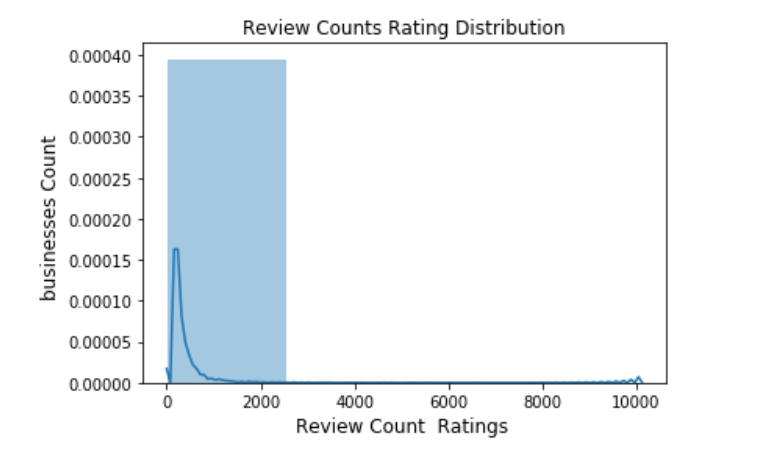 Review Counts Rating Distribution
businesses Count
0.00040
0.00035
0.00030
0.00025
0.00020
0.00015
0.00010
0.00005
0.00000
0 2000 4000 6000 8000 10000
Review Count  Ratings